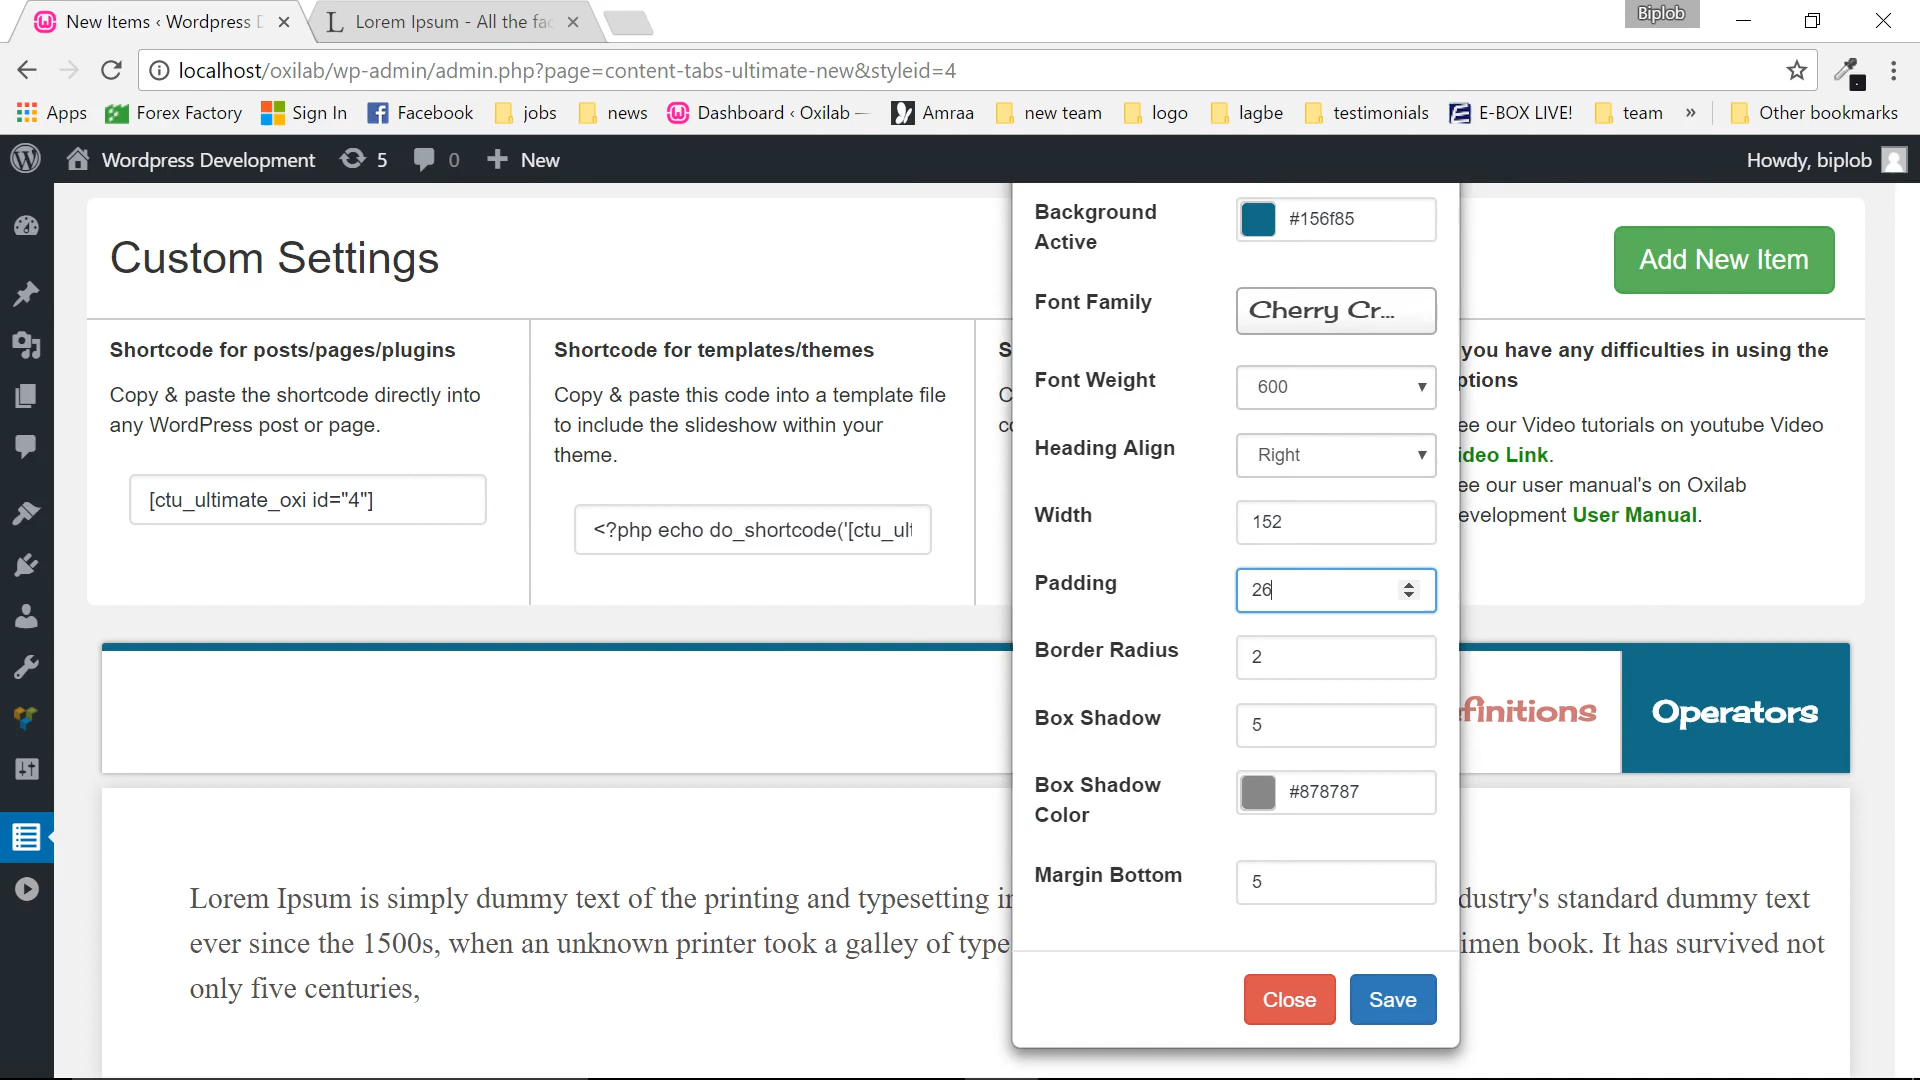 New Items ‹ Wordpress D
Lorem Ipsum - All the fac
Biplob
localhost/oxilab/wp-admin/admin.php?page=content-tabs-ultimate-new&styleid=4
Apps Forex Factory Sign In Facebook jobs news Dashboard ‹ Oxilab — Amraa new team logo lagbe testimonials E-BOX LIVE! team » Other bookmarks
Wordpress Development 5 0 New Howdy, biplob
Custom Settings
Add New Item
Shortcode for posts/pages/plugins
Copy & paste the shortcode directly into
any WordPress post or page.
[ctu_ultimate_oxi id="4"]
Shortcode for templates/themes
Copy & paste this code into a template file
to include the slideshow within your
theme.
<?php echo do_shortcode('[ctu_ult
you have any difficulties in using the
ptions
ee our Video tutorials on youtube Video
ideo Link.
ee our user manual's on Oxilab
evelopment User Manual.
Background
Active
#156f85
Font Family
Cherry Cr...
Font Weight
600
Heading Align
Right
Width
152
Padding
26
Border Radius
2
Box Shadow
5
Box Shadow
Color
#878787
Margin Bottom
5
Close Save
finitions
Operators
Lorem Ipsum is simply dummy text of the printing and typesetting in dustry's standard dummy text
ever since the 1500s, when an unknown printer took a galley of type imen book. It has survived not
only five centuries,